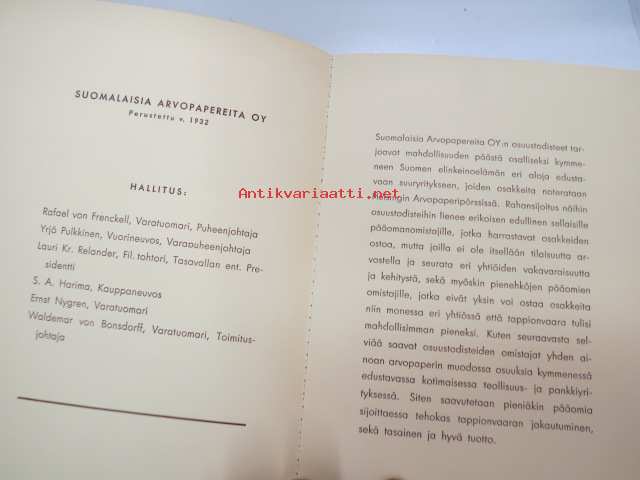 SUOMALAISIA ARVOPAPEREITA OY
Perustettu v. 1932
HALLITUS:
Rafael von Frenckell, Varatuomari, Puheenjohtaja
Yrjö Pulkkinen, Vuorineuvos, Varapuheenjohtaja
Lauri Kr. Relander, Fil. tohtori, Tasavallan ent. Pre-
sidentti
S. A. Harima, Kauppaneuvos
Ernst Nygren, Varatuomari
Waldemar von Bonsdorff, Varatuomari, Toimitus-
johtaja
Suomalaisia Arvopapereita OY:n osuustodisteet tar-
joavat mahdollisuuden päästä osalliseksi kymme-
neen Suomen elinkeinoelämän eri aloja edusta-
vaan suuryritykseen, joiden osakkeita noterataan
Helsingin Arvopaperipörssissä. Rahansijoitus näihin
osuustodisteihin lienee erikoisen edullinen sellaisille
pääomanomistajille, jotka harrastavat osakkeiden
ostoa, mutta joilla ei ole itsellään tilaisuutta ar-
vostella ja seurata eri yhtiöiden vakavaraisuutta
ja kehitystä, sekä myöskin pienehköjen pääomien
omistajille, jotka eivät yksin voi ostaa osakkeita
niin monessa eri yhtiössä että tappionvaara tulisi
mahdollisimman pieneksi. Kuten seuraavasta sel-
viää saavat osuustodisteiden omistajat yhden ai-
noan arvopaperin muodossa osuuksia kymmenessä
edustavassa kotimaisessa teollisuus- ja pankkiyri-
tyksessä. Siten saavutetaan pieniäkin pääomia
sijoittaessa tehokas tappionvaaran jakautuminen,
sekä tasainen ja hyvä tuotto.
Antikvariaatti.net